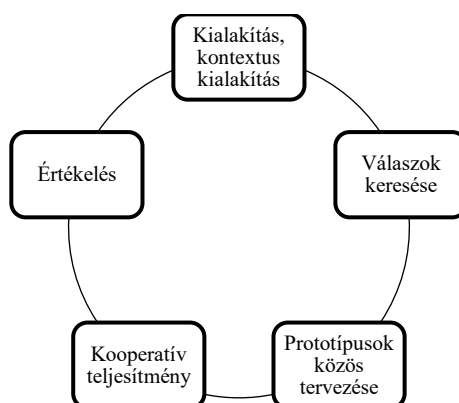 Kialakítás,
kontextus
kialakítás
Válaszok
keresése
Prototípusok
közös
tervezése
Kooperatív
teljesítmény
Értékelés